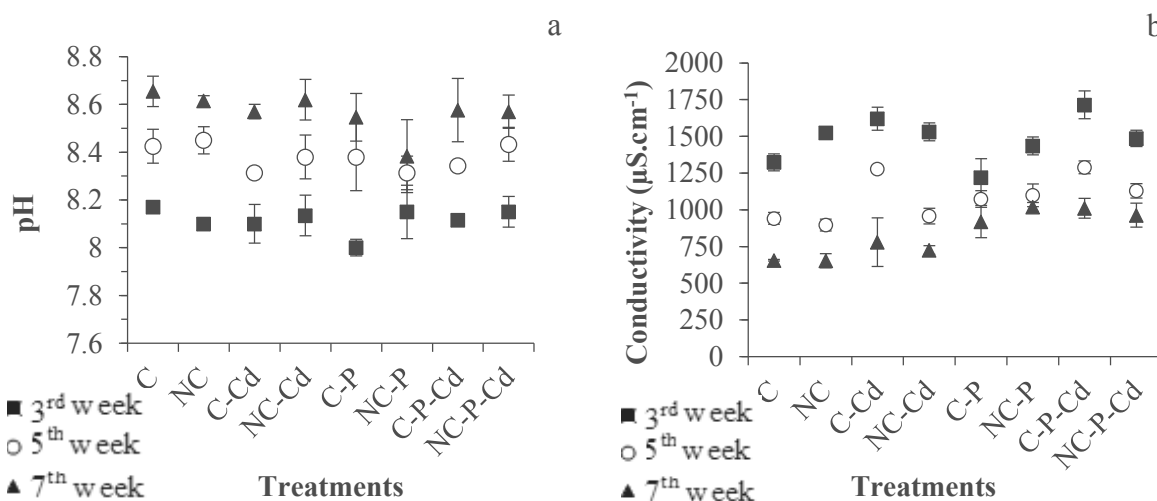 a
pH
8.8
8.6
8.4
8.2
8
7.8
7.6
C
NC
C-Cd
NC-Cd
C-P
NC-P
C-P-Cd
NC-P-Cd
3rd week
5th week
7th week
Treatments
b
Conductivity (µS.cm⁻¹)
2000
1750
1500
1250
1000
750
500
250
0
C
NC
C-Cd
NC-Cd
C-P
NC-P
C-P-Cd
NC-P-Cd
3rd week
5th week
7th week
Treatments